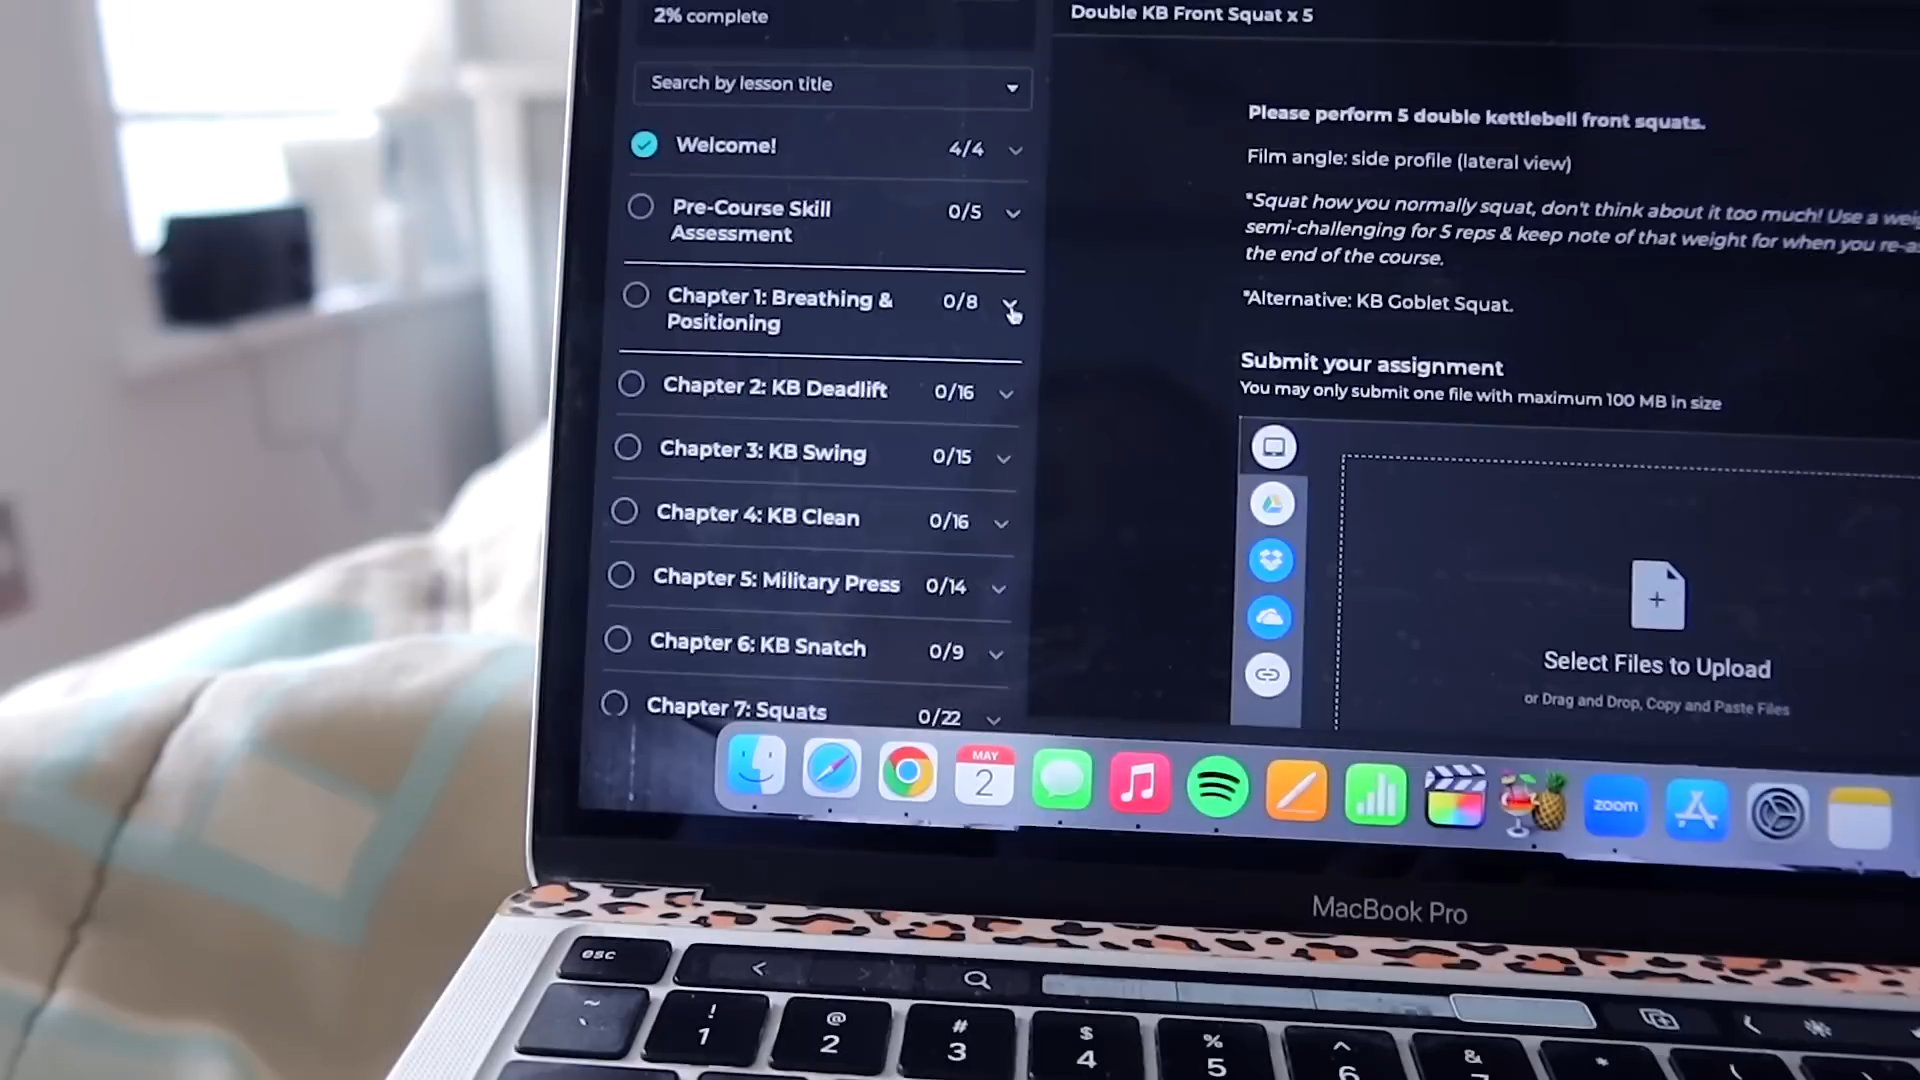 2% complete
Double KB Front Squat x 5
Search by lesson title
Welcome!
4/4
Pre-Course Skill
Assessment
0/5
Chapter 1: Breathing &
Positioning
0/8
Chapter 2: KB Deadlift
0/16
Chapter 3: KB Swing
0/15
Chapter 4: KB Clean
0/16
Chapter 5: Military Press
0/14
Chapter 6: KB Snatch
0/9
Chapter 7: Squats
0/22
Please perform 5 double kettlebell front squats.
Film angle: side profile (lateral view)
*Squat how you normally squat, don't think about it too much! Use a
semi-challenging for 5 reps & keep note of that weight for when you
the end of the course.
*Alternative: KB Goblet Squat.
Submit your assignment
You may only submit one file with maximum 100 MB in size
Select Files to Upload
or Drag and Drop, Copy and Paste Files
MAY
2
zoom
MacBook Pro
esc
~
`
!
1
@
2
#
3
$
4
%
5
^
6
&
*
(